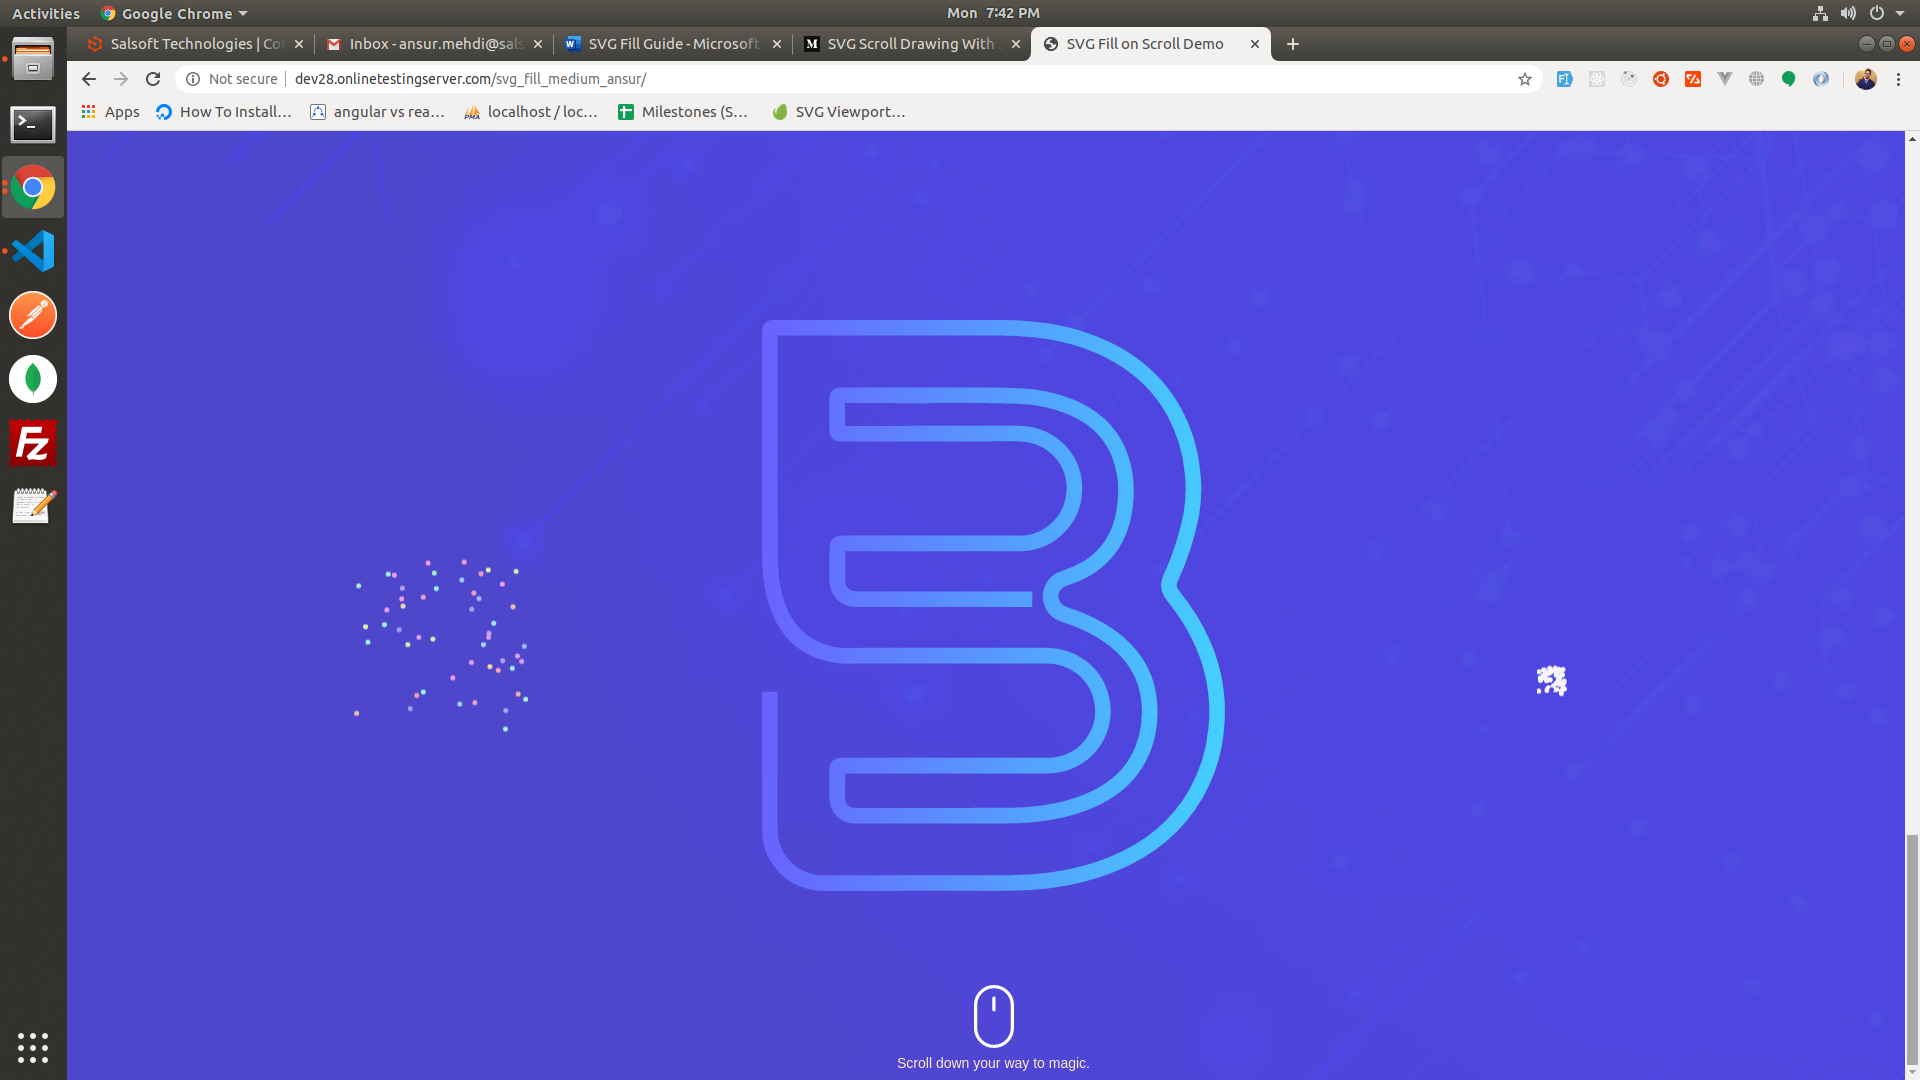 Activities Google Chrome Mon 7:42 PM
Salsoft Technologies | Co Inbox - ansur.mehdi@sals SVG Fill Guide - Microsoft SVG Scroll Drawing With SVG Fill on Scroll Demo
Not secure dev28.onlinetestingserver.com/svg_fill_medium_ansur/
Apps How To Install... angular vs rea... localhost / loc... Milestones (S... SVG Viewport...
Scroll down your way to magic.